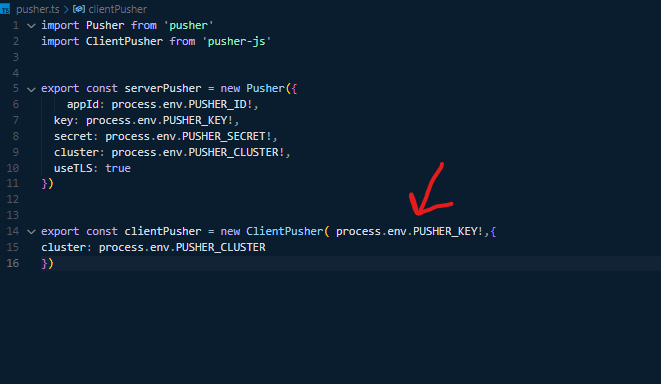 pusher.ts > clientPusher
1 import Pusher from 'pusher'
2 import ClientPusher from 'pusher-js'
3
4
5 export const serverPusher = new Pusher({
6 appId: process.env.PUSHER_ID!,
7 key: process.env.PUSHER_KEY!,
8 secret: process.env.PUSHER_SECRET!,
9 cluster: process.env.PUSHER_CLUSTER!,
10 useTLS: true
11 })
12
13
14 export const clientPusher = new ClientPusher( process.env.PUSHER_KEY!,{
15 cluster: process.env.PUSHER_CLUSTER
16 })